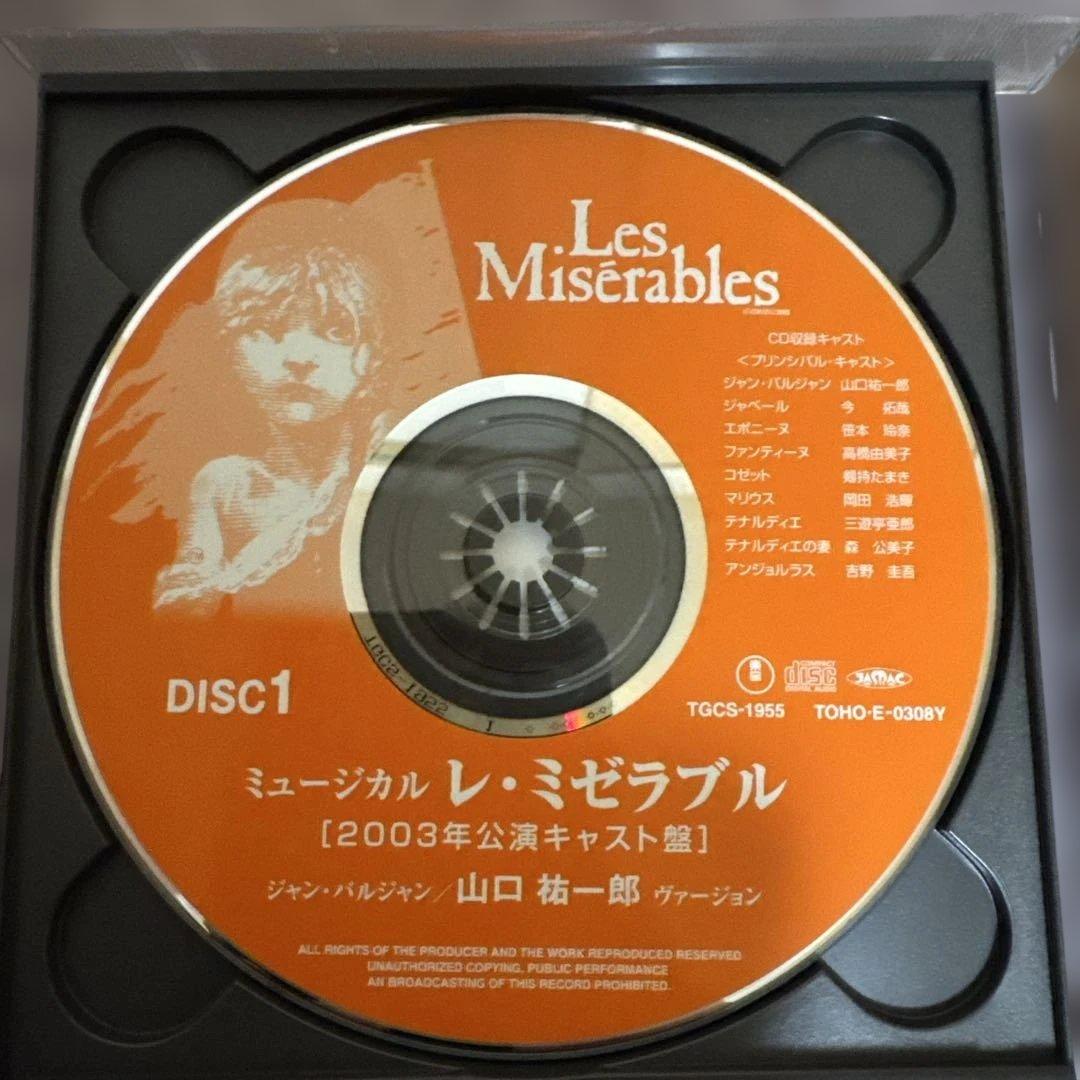 Les
Misérables
CD収録キャスト
＜プリンシパル・キャスト＞
ジャン・バルジャン 山口祐一郎
ジャベール 今 拓哉
エポニーヌ 笹本 玲奈
ファンティーヌ 高橋由美子
コゼット 剱持たまき
マリウス 岡田 浩暉
テナルディエ 三遊亭亜郎
テナルディエの妻 森 公美子
アンジョルラス 吉野 圭吾
DISC1
東宝
COMPACT
disc
DIGITAL AUDIO
JASRAC
TGCS-1955 TOHO・E-0308Y
ミュージカル レ・ミゼラブル
［2003年公演キャスト盤］
ジャン・バルジャン／山口 祐一郎 ヴァージョン
ALL RIGHTS OF THE PRODUCER AND THE WORK REPRODUCED RESERVED
UNAUTHORIZED COPYING, PUBLIC PERFORMANCE
AN BROADCASTING OF THIS RECORD PROHIBITED.